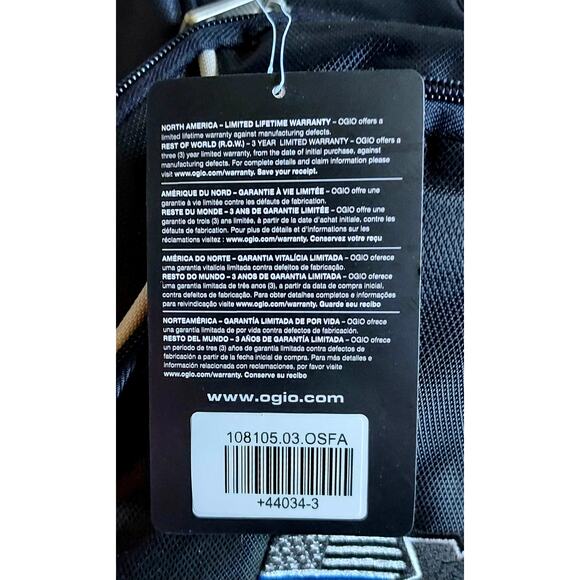 NORTH AMERICA – LIMITED LIFETIME WARRANTY – OGIO offers a
limited lifetime warranty against manufacturing defects.
REST OF WORLD (R.O.W.) – 3 YEAR LIMITED WARRANTY – OGIO offers a
three (3) year limited warranty, from the date of initial purchase, against
manufacturing defects. For complete details and claim information please
visit www.ogio.com/warranty. Save your receipt.
AMÉRIQUE DU NORD – GARANTIE À VIE LIMITÉE – OGIO offre une
garantie à vie limitée contre les défauts de fabrication.
RESTE DU MONDE – 3 ANS DE GARANTIE LIMITÉE – OGIO offre une
garantie de trois (3) ans limitée, à partir de la date d'achat initiale, contre les
défauts de fabrication. Pour plus de détails et d'informations sur les
réclamations visitez : www.ogio.com/warranty. Conservez votre reçu
AMÉRICA DO NORTE – GARANTIA VITALÍCIA LIMITADA – OGIO oferece
uma garantia vitalícia limitada contra defeitos de fabricação.
RESTO DO MUNDO – 3 ANOS DE GARANTIA LIMITADA – OGIO oferece
uma garantia limitada de três anos (3), a partir da data de compra inicial,
contra defeitos de fabricação. Para obter detalhes completos e informações
para reivindicação visite www.ogio.com/warranty. Guarde seu recibo
NORTEAMÉRICA – GARANTÍA LIMITADA DE POR VIDA – OGIO ofrece
una garantía limitada de por vida contra defectos de fabricación.
RESTO DEL MUNDO – 3 AÑOS DE GARANTÍA LIMITADA – OGIO ofrece
un periodo de tres (3) años de garantía limitada contra defectos de
fabricación a partir de la fecha inicial de compra. Para más detalles e
información relacionada con reclamaciones, por favor visite
www.ogio.com/warranty. Conserve su recibo
www.ogio.com
108105.03.OSFA
+44034-3